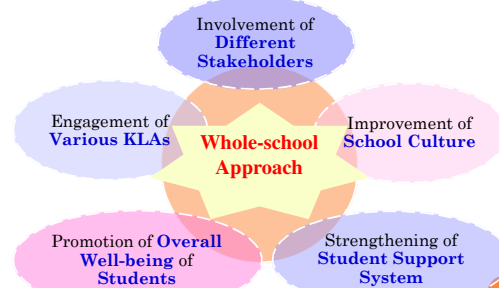 Involvement of
Different
Stakeholders
Engagement of
Various KLAs
Whole-school
Approach
Improvement of
School Culture
Promotion of Overall
Well-being of
Students
Strengthening of
Student Support
System